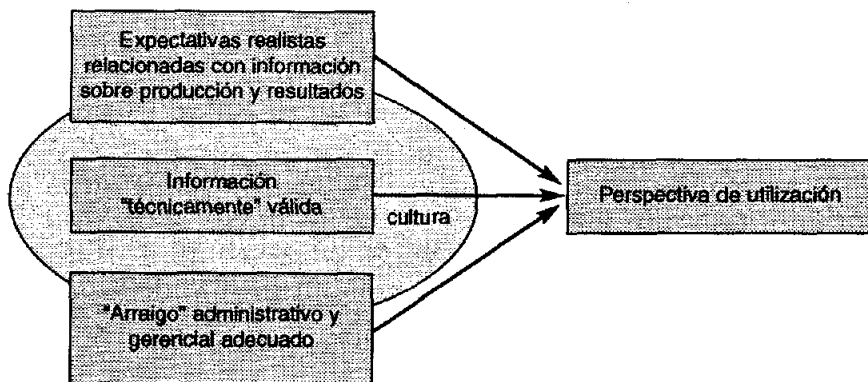 Expectativas realistas
relacionadas con información
sobre producción y resultados
Información
"técnicamente" válida
cultura
Perspectiva de utilización
"Arraigo" administrativo y
gerencial adecuado